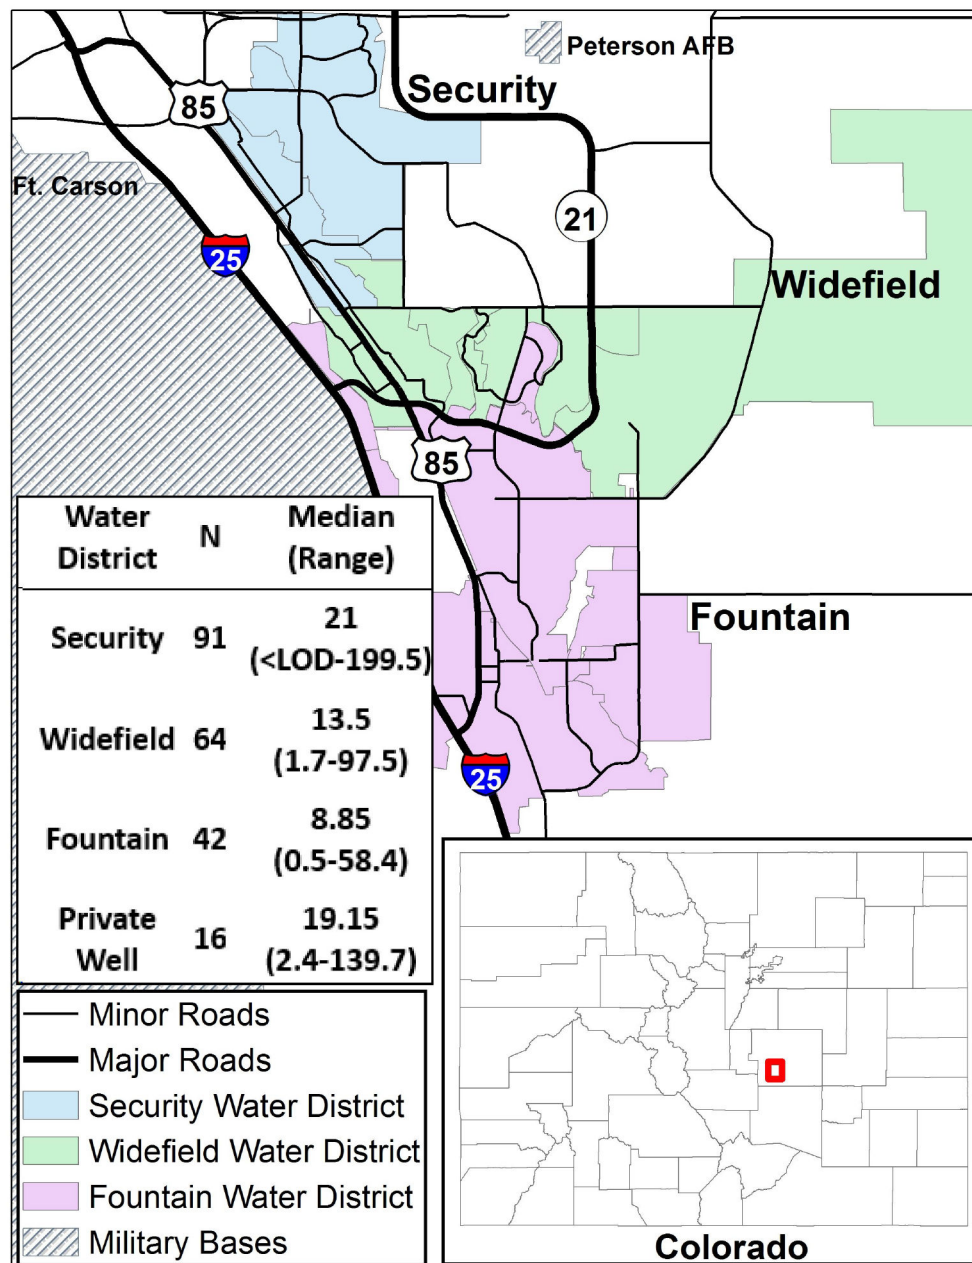 Peterson AFB
Security
85
Ft. Carson
21
25
Widefield
85
Water District N Median (Range)
Security 91 21 (<LOD-199.5)
Widefield 64 13.5 (1.7-97.5)
Fountain 42 8.85 (0.5-58.4)
Private Well 16 19.15 (2.4-139.7)
Fountain
25
Minor Roads
Major Roads
Security Water District
Widefield Water District
Fountain Water District
Military Bases
Colorado